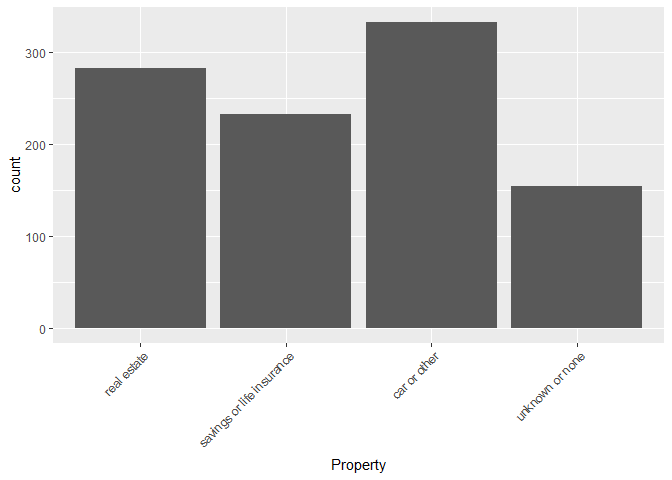 300
200
100
0
count
real estate
savings or life insurance
car or other
unknown or none
Property